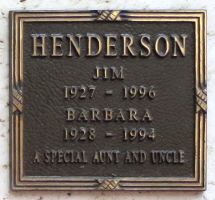 HENDERSON
JIM
1927 - 1996
BARBARA
1928 - 1994
A SPECIAL AUNT AND UNCLE